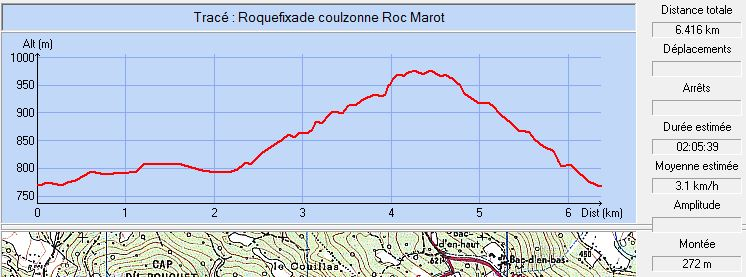 Tracé : Roquefixade coulzonne Roc Marot
Alt (m)
1000
950
900
850
800
750
0 1 2 3 4 5 6 Dist (km)
Distance totale
6.416 km
Déplacements
Arrêts
Durée estimée
02:05:39
Moyenne estimée
3.1 km/h
Amplitude
Montée
272 m
CAP
le Couillas
Bac-
d'en-haut
Bac-d'en-bas
621
490